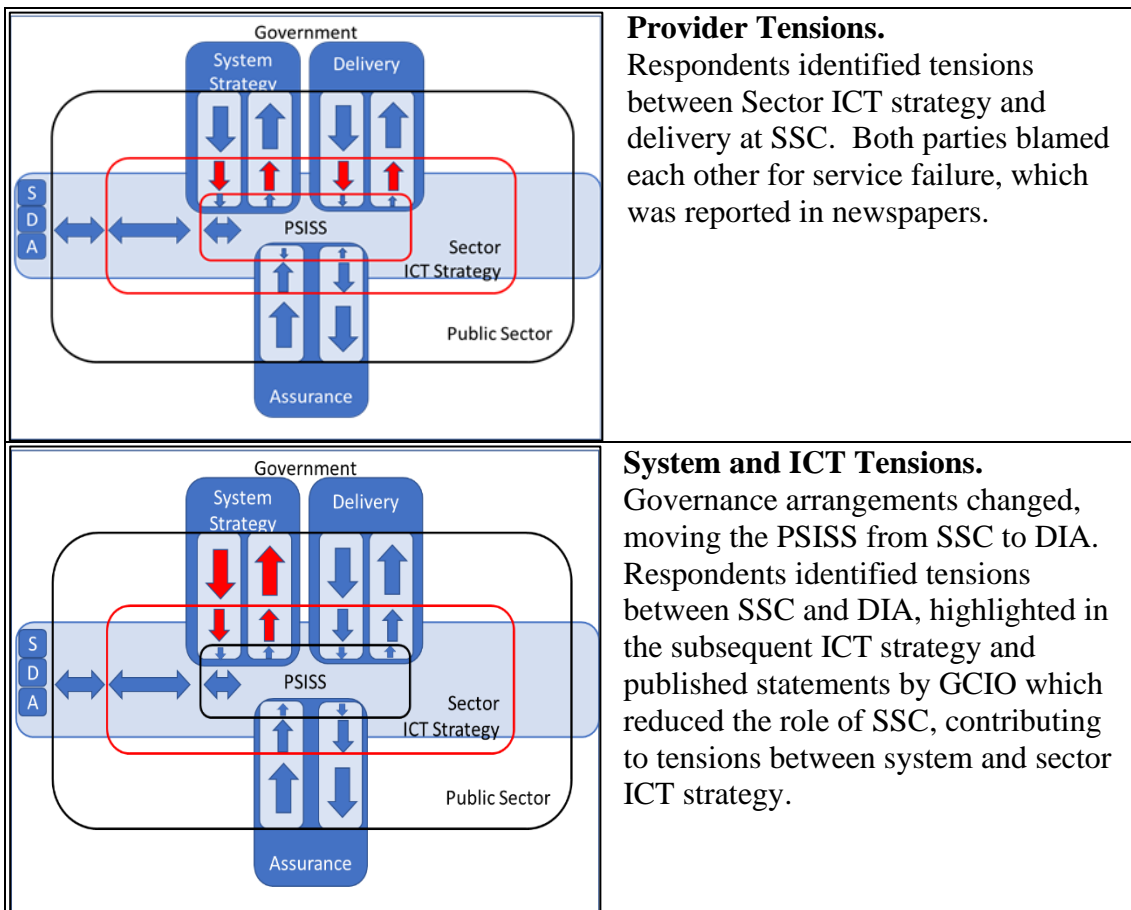 Government
System
Strategy
Delivery
S
D
A
PSISS
Sector
ICT Strategy
Public Sector
Assurance
Provider Tensions.
Respondents identified tensions
between Sector ICT strategy and
delivery at SSC.  Both parties blamed
each other for service failure, which
was reported in newspapers.
Government
System
Strategy
Delivery
S
D
A
PSISS
Sector
ICT Strategy
Public Sector
Assurance
System and ICT Tensions.
Governance arrangements changed,
moving the PSISS from SSC to DIA.
Respondents identified tensions
between SSC and DIA, highlighted in
the subsequent ICT strategy and
published statements by GCIO which
reduced the role of SSC, contributing
to tensions between system and sector
ICT strategy.